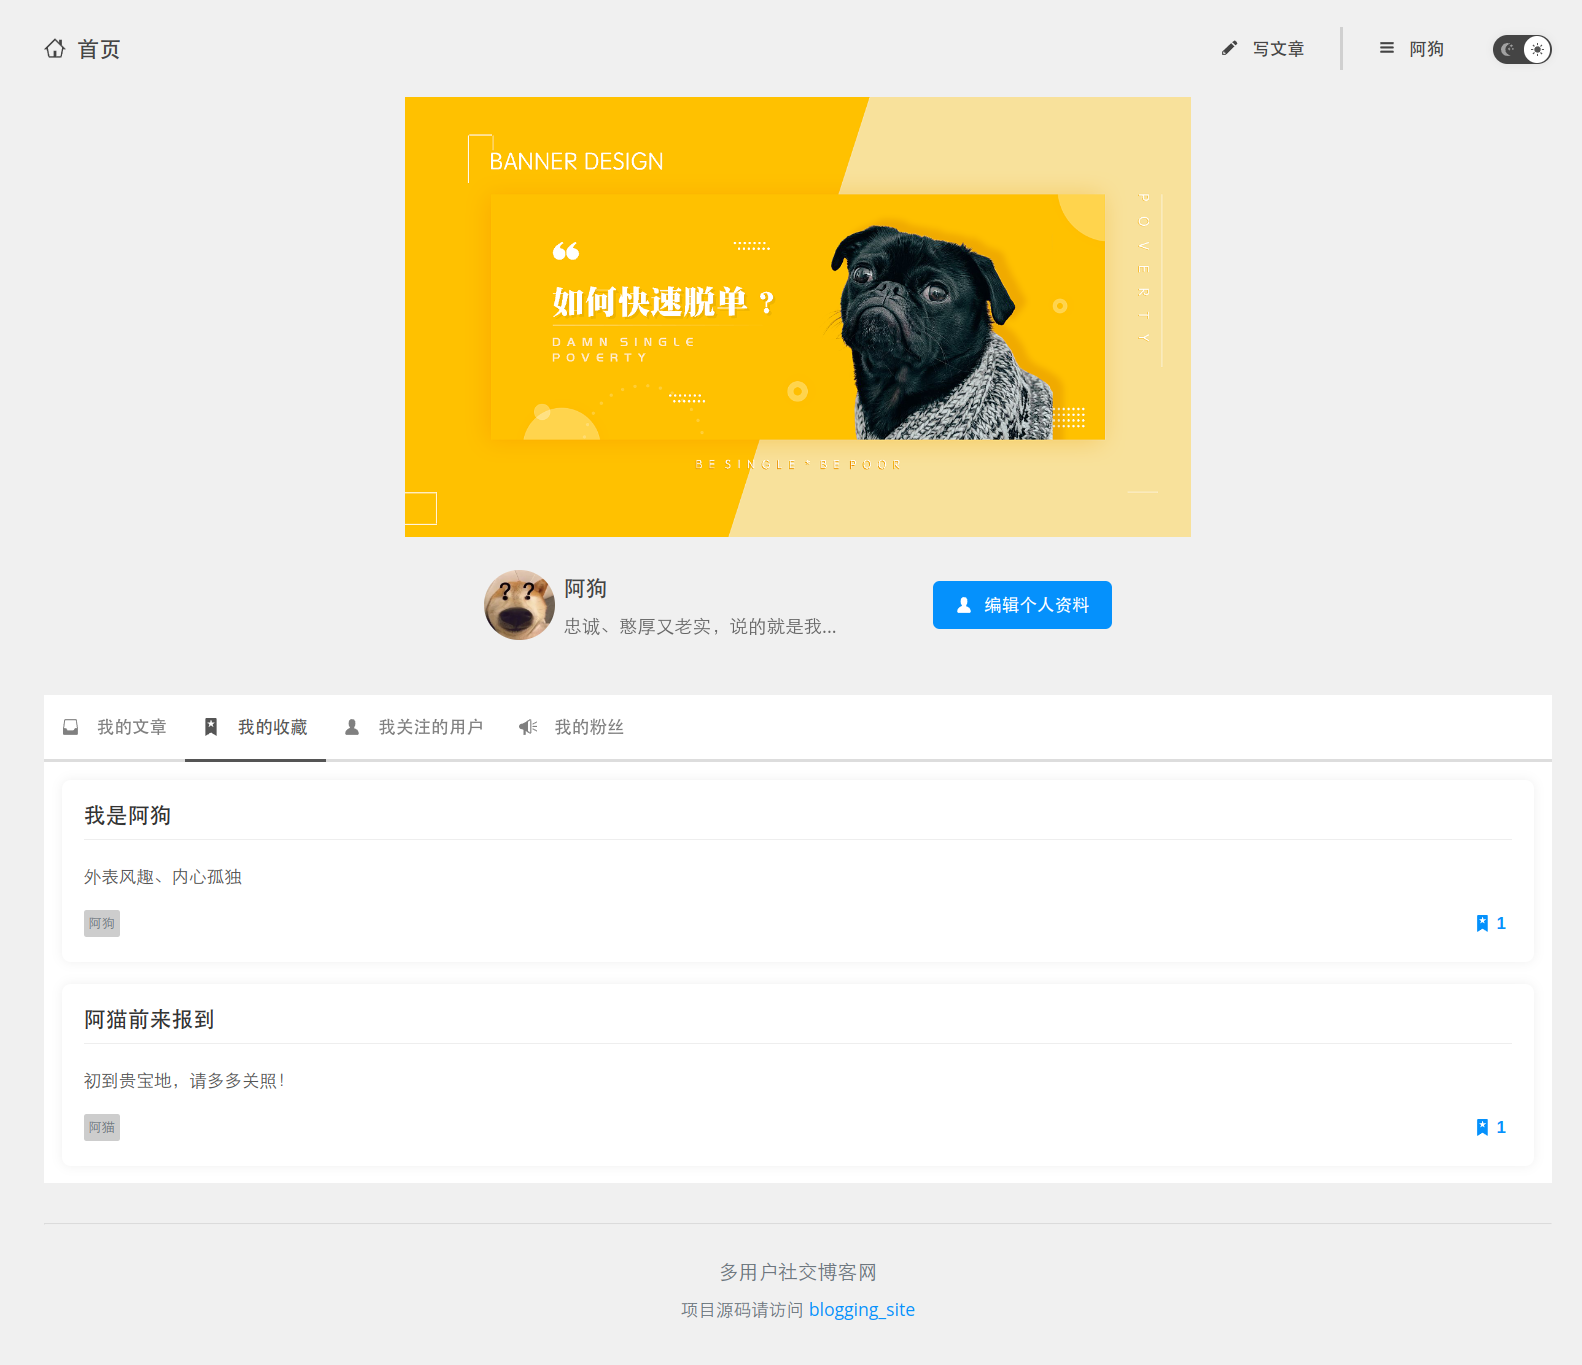 首页
写文章
阿狗
BANNER DESIGN
如何快速脱单？
DAMN SINGLE
POVERTY
POVERTY
BE SINGLE * BE POOR
? ?
阿狗
忠诚、憨厚又老实，说的就是我...
编辑个人资料
我的文章
我的收藏
我关注的用户
我的粉丝
我是阿狗
外表风趣、内心孤独
阿狗
1
阿猫前来报到
初到贵宝地，请多多关照！
阿猫
1
多用户社交博客网
项目源码请访问 blogging_site